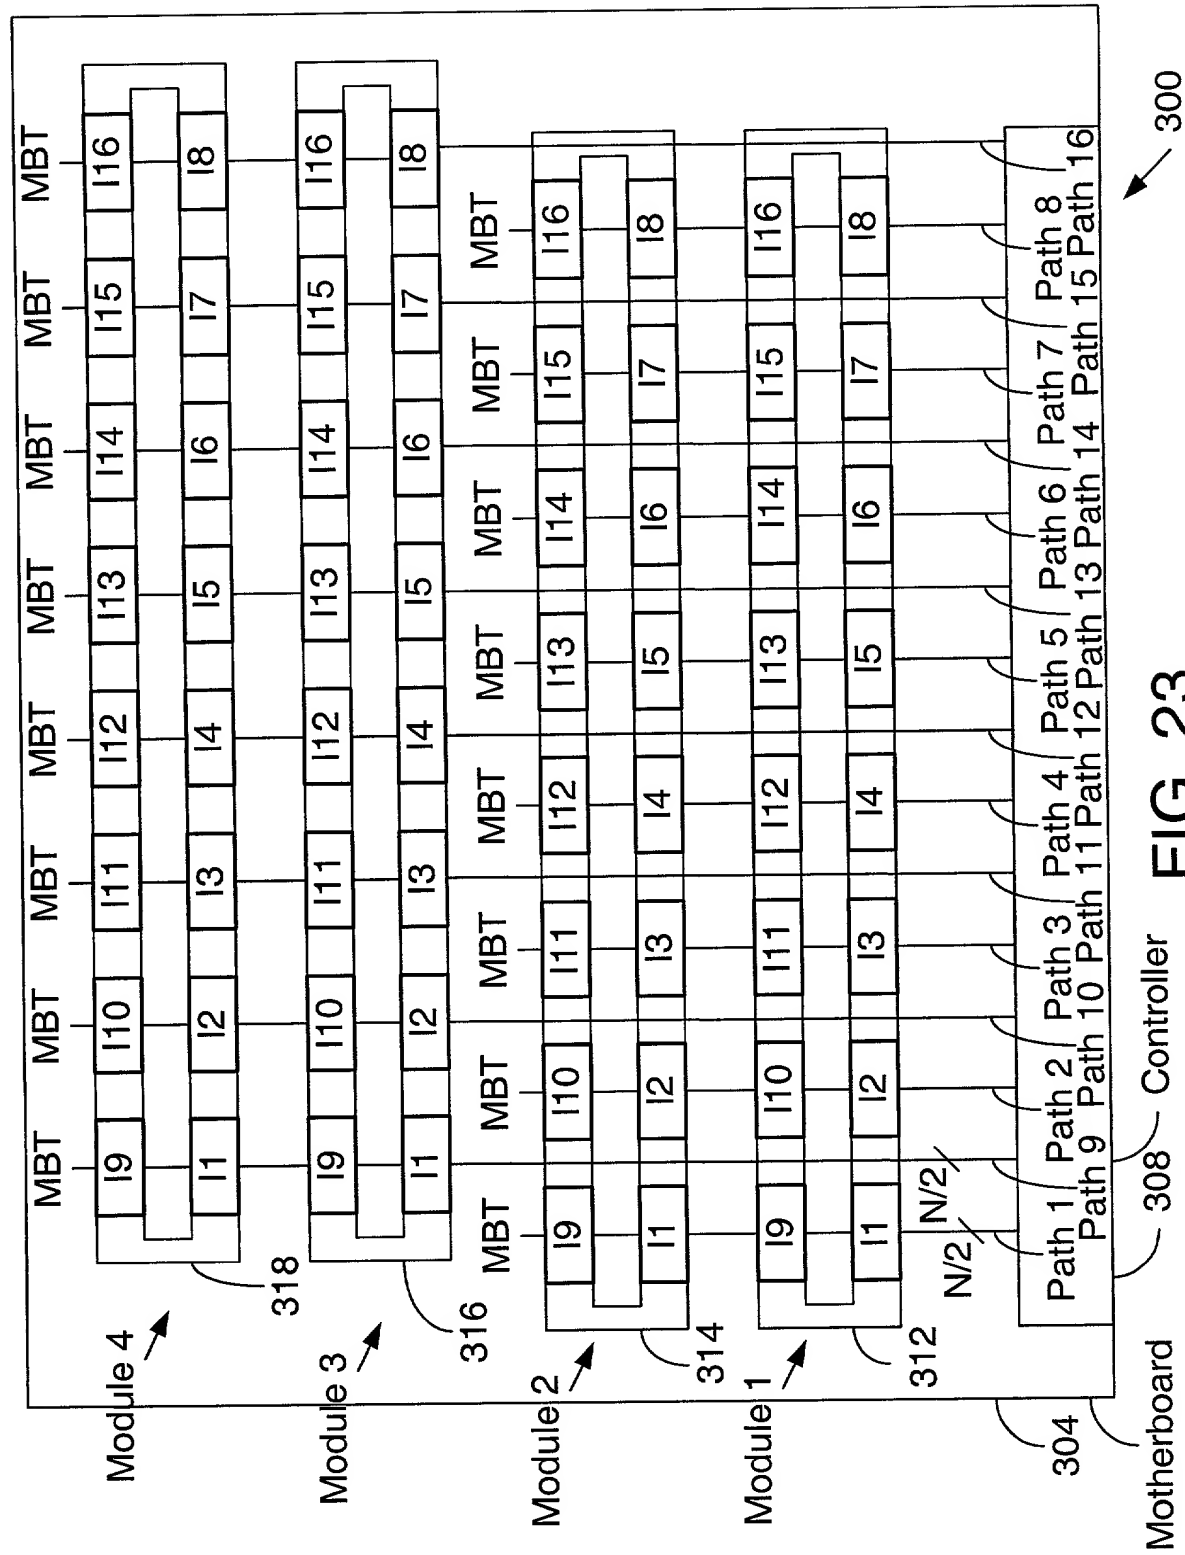 MBT MBT MBT MBT MBT MBT MBT MBT
Module 4
I9 I10 I11 I12 I13 I14 I15 I16
I1 I2 I3 I4 I5 I6 I7 I8
318
Module 3
I9 I10 I11 I12 I13 I14 I15 I16
I1 I2 I3 I4 I5 I6 I7 I8
316
MBT MBT MBT MBT MBT MBT MBT MBT
Module 2
I9 I10 I11 I12 I13 I14 I15 I16
I1 I2 I3 I4 I5 I6 I7 I8
314
Module 1
I9 I10 I11 I12 I13 I14 I15 I16
I1 I2 I3 I4 I5 I6 I7 I8
312
N/2 N/2
Path 1 Path 2 Path 3 Path 4 Path 5 Path 6 Path 7 Path 8
Path 9 Path 10 Path 11 Path 12 Path 13 Path 14 Path 15 Path 16
304
Motherboard
308
Controller
300
FIG. 23